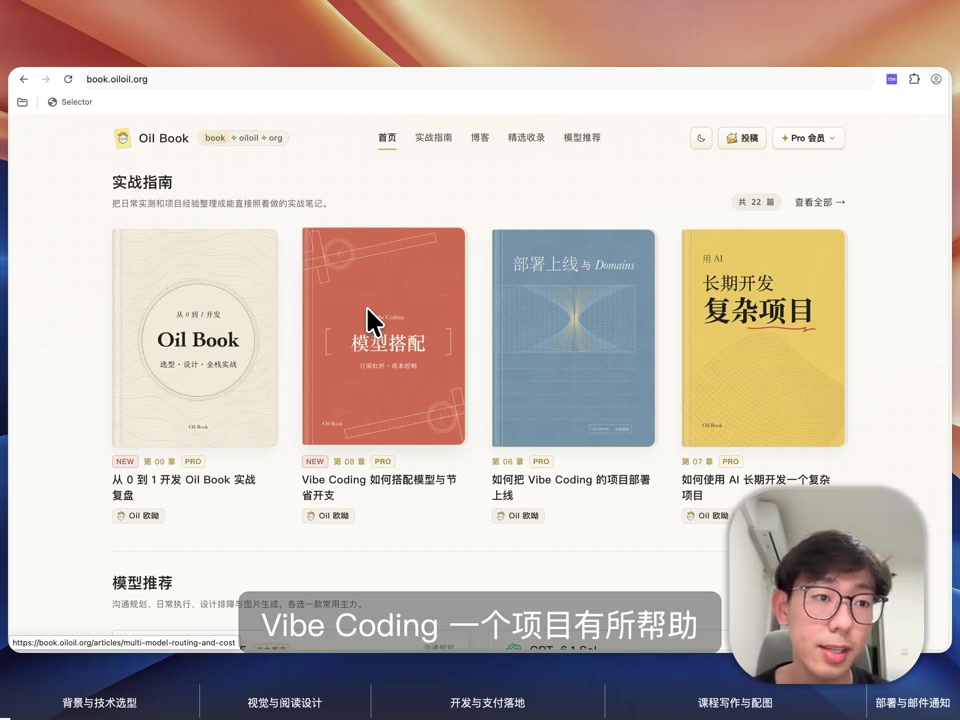 book.oiloil.org
Selector
Oil Book
book ✦ oiloil ✦ org
首页
实战指南
博客
精选收录
模型推荐
投稿
Pro 会员
实战指南
把日常实测和项目经验整理成能直接照看做的实战笔记。
共 22 篇
查看全部 →
从 0 到 1 开发
Oil Book
选型・设计・全栈实战
Oil Book
模型搭配
订阅杠杆・成本控制
Oil Book
部署上线与 Domains
用 AI
长期开发
复杂项目
Oil Book
NEW 第 09 章 PRO
从 0 到 1 开发 Oil Book 实战
复盘
Oil 欧呦
NEW 第 08 章 PRO
Vibe Coding 如何搭配模型与节
省开支
Oil 欧呦
第 06 章 PRO
如何把 Vibe Coding 的项目部署
上线
Oil 欧呦
第 07 章 PRO
如何使用 AI 长期开发一个复杂
项目
Oil 欧呦
模型推荐
沟通规划、日常执行、设计排障与图片生成，各选一款常用主力。
Vibe Coding 一个项目有所帮助
https://book.oiloil.org/articles/multi-model-routing-and-cost
背景与技术选型
视觉与阅读设计
开发与支付落地
课程写作与配图
部署与邮件通知